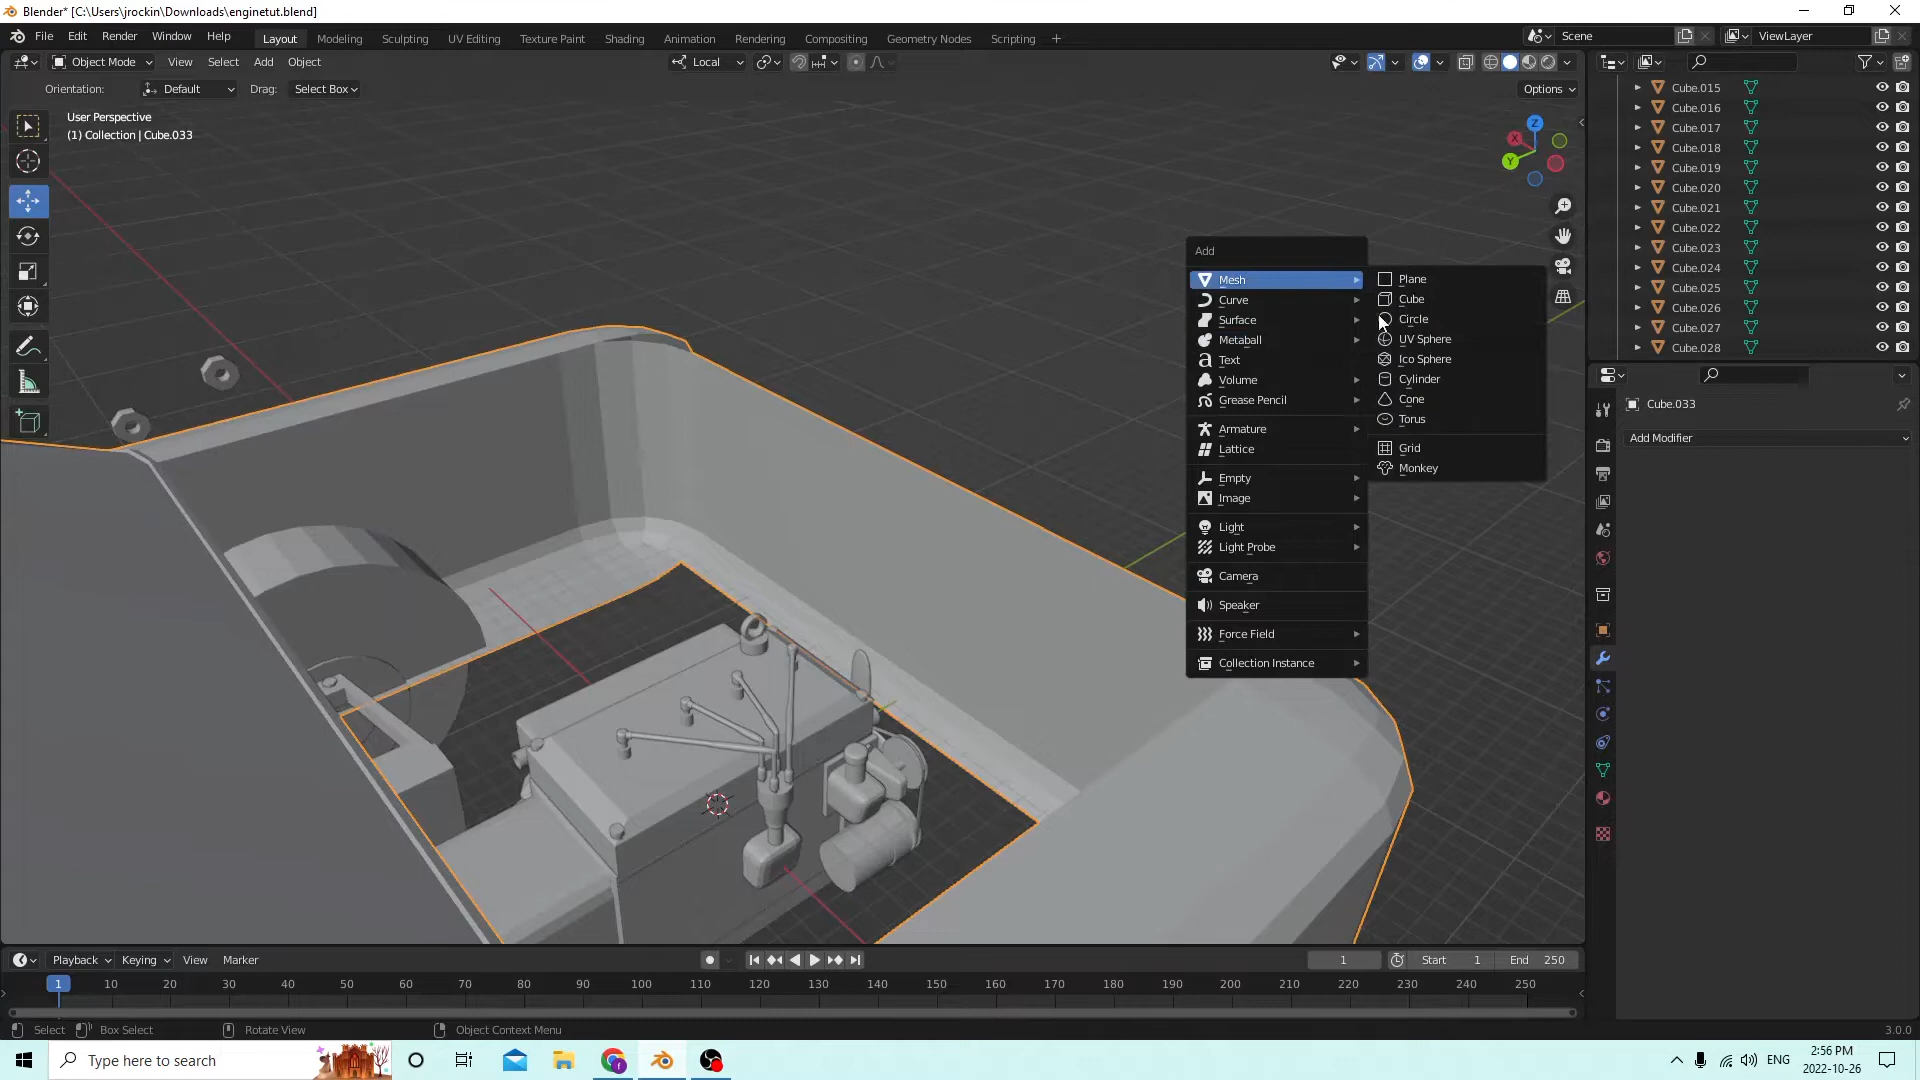 Blender* [C:\Users\jrockin\Downloads\enginetut.blend]
File Edit Render Window Help Layout Modeling Sculpting UV Editing Texture Paint Shading Animation Rendering Compositing Geometry Nodes Scripting + Scene ViewLayer
Object Mode View Select Add Object Local
Orientation: Default Drag: Select Box Options
User Perspective
(1) Collection | Cube.033
Z
X
Y
Add
Mesh
Curve
Surface
Metaball
Text
Volume
Grease Pencil
Armature
Lattice
Empty
Image
Light
Light Probe
Camera
Speaker
Force Field
Collection Instance
Plane
Cube
Circle
UV Sphere
Ico Sphere
Cylinder
Cone
Torus
Grid
Monkey
Cube.015
Cube.016
Cube.017
Cube.018
Cube.019
Cube.020
Cube.021
Cube.022
Cube.023
Cube.024
Cube.025
Cube.026
Cube.027
Cube.028
Cube.033
Add Modifier
Playback Keying View Marker 1 Start 1 End 250
1 10 20 30 40 50 60 70 80 90 100 110 120 130 140 150 160 170 180 190 200 210 220 230 240 250
Select Box Select Rotate View Object Context Menu 3.0.0
Type here to search ENG
2:56 PM
2022-10-26